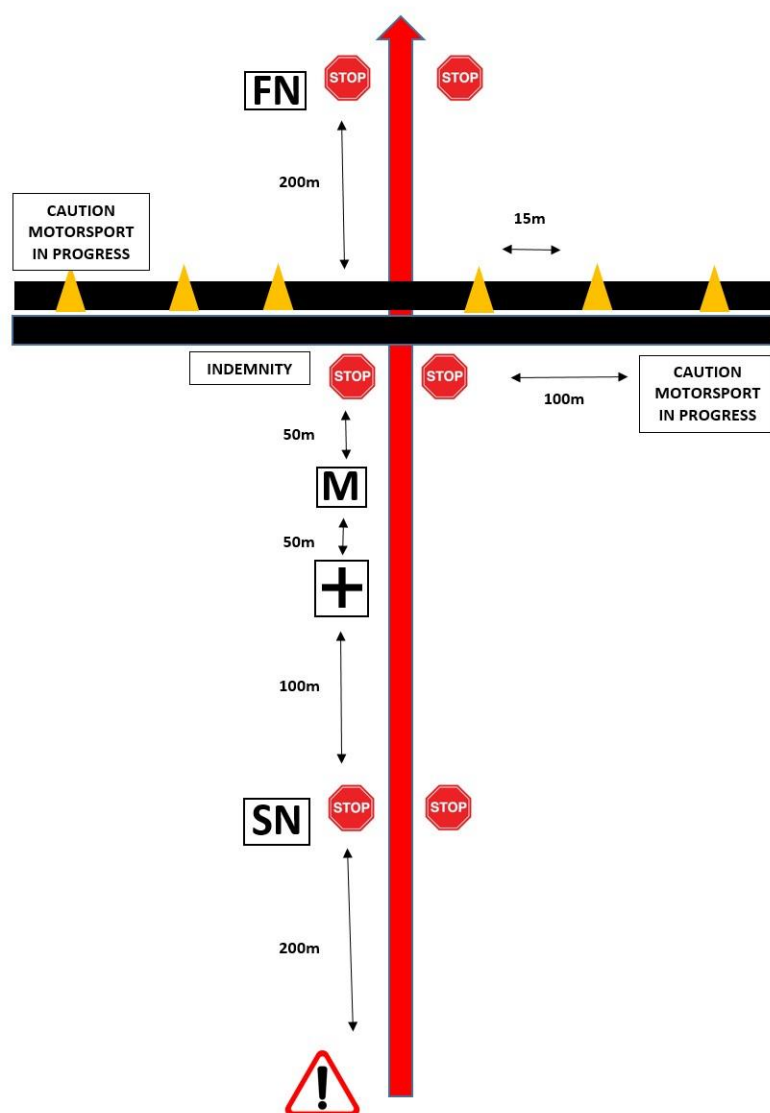 FN
STOP
STOP
200m
CAUTION
MOTORSPORT
IN PROGRESS
15m
INDEMNITY
STOP
STOP
100m
CAUTION
MOTORSPORT
IN PROGRESS
50m
M
50m
+
100m
SN
STOP
STOP
200m
!